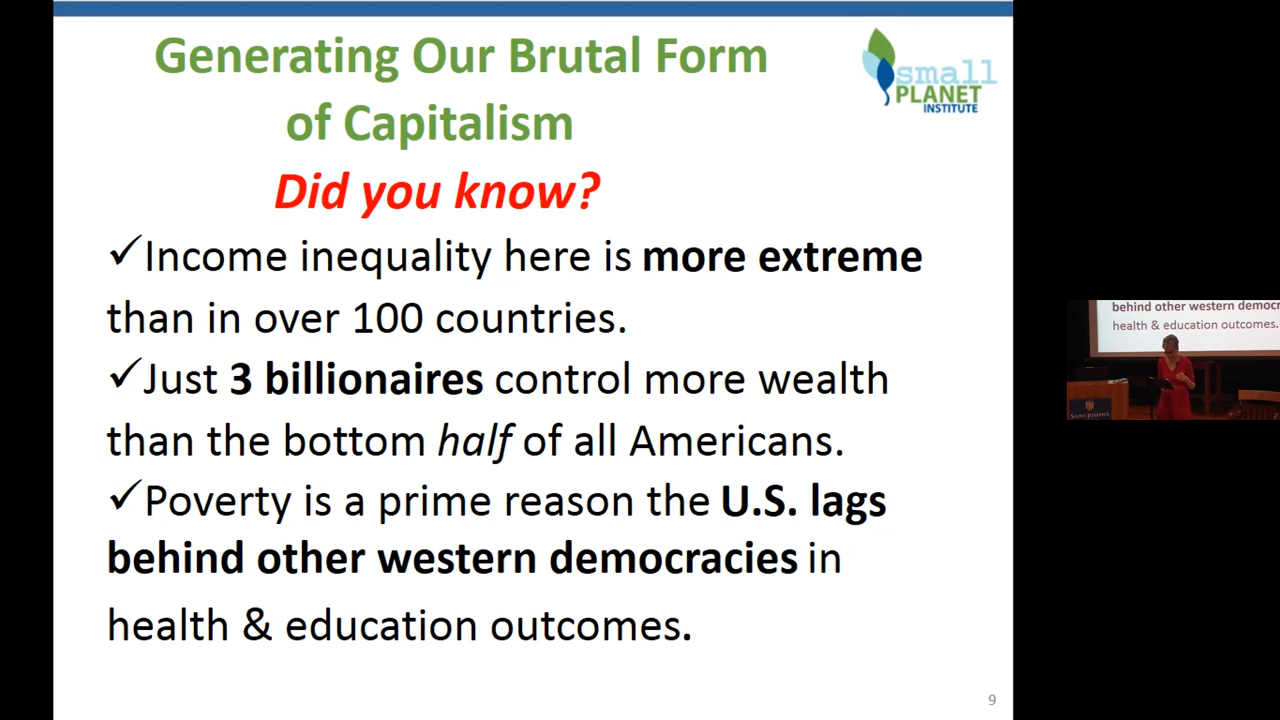 Generating Our Brutal Form
of Capitalism
small
PLANET
INSTITUTE
Did you know?
✓Income inequality here is more extreme
than in over 100 countries.
✓Just 3 billionaires control more wealth
than the bottom half of all Americans.
✓Poverty is a prime reason the U.S. lags
behind other western democracies in
health & education outcomes.
9
behind other western democ
health & education outcomes.
SAINT JOSEPH'S